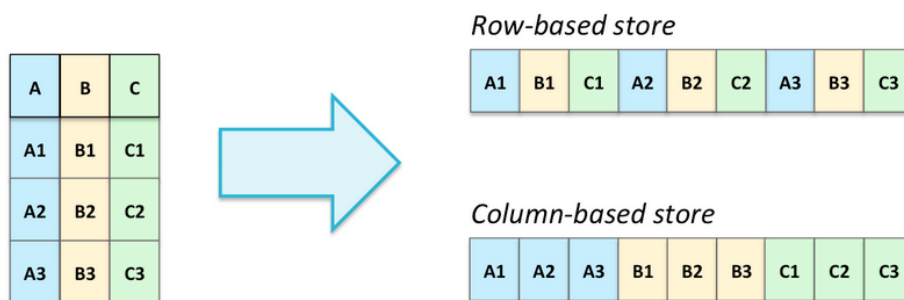 Row-based store
A1 B1 C1 A2 B2 C2 A3 B3 C3
A B C
A1 B1 C1
A2 B2 C2
A3 B3 C3
Column-based store
A1 A2 A3 B1 B2 B3 C1 C2 C3